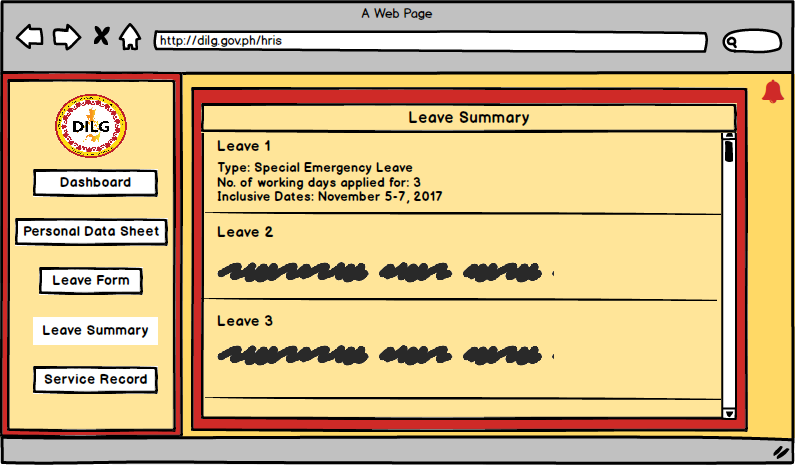 A Web Page
http://dilg.gov.ph/hris
DILG
Dashboard
Personal Data Sheet
Leave Form
Leave Summary
Service Record
Leave Summary
Leave 1
Type: Special Emergency Leave
No. of working days applied for: 3
Inclusive Dates: November 5-7, 2017
Leave 2
Leave 3